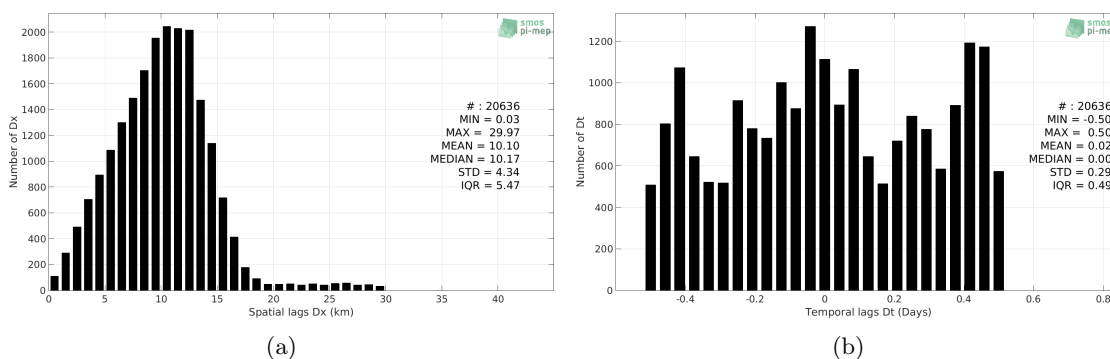 smos
pi-mep
2000
1800
1600
1400
1200
1000
800
600
400
200
0
Number of Dx
# : 20636
MIN = 0.03
MAX = 29.97
MEAN = 10.10
MEDIAN = 10.17
STD = 4.34
IQR = 5.47
0 5 10 15 20 25 30 35 40
Spatial lags Dx (km)
(a)
smos
pi-mep
1200
1000
800
600
400
200
0
Number of Dt
# : 20636
MIN = -0.50
MAX = 0.50
MEAN = 0.02
MEDIAN = 0.00
STD = 0.29
IQR = 0.49
-0.4 -0.2 0 0.2 0.4 0.6 0.8
Temporal lags Dt (Days)
(b)